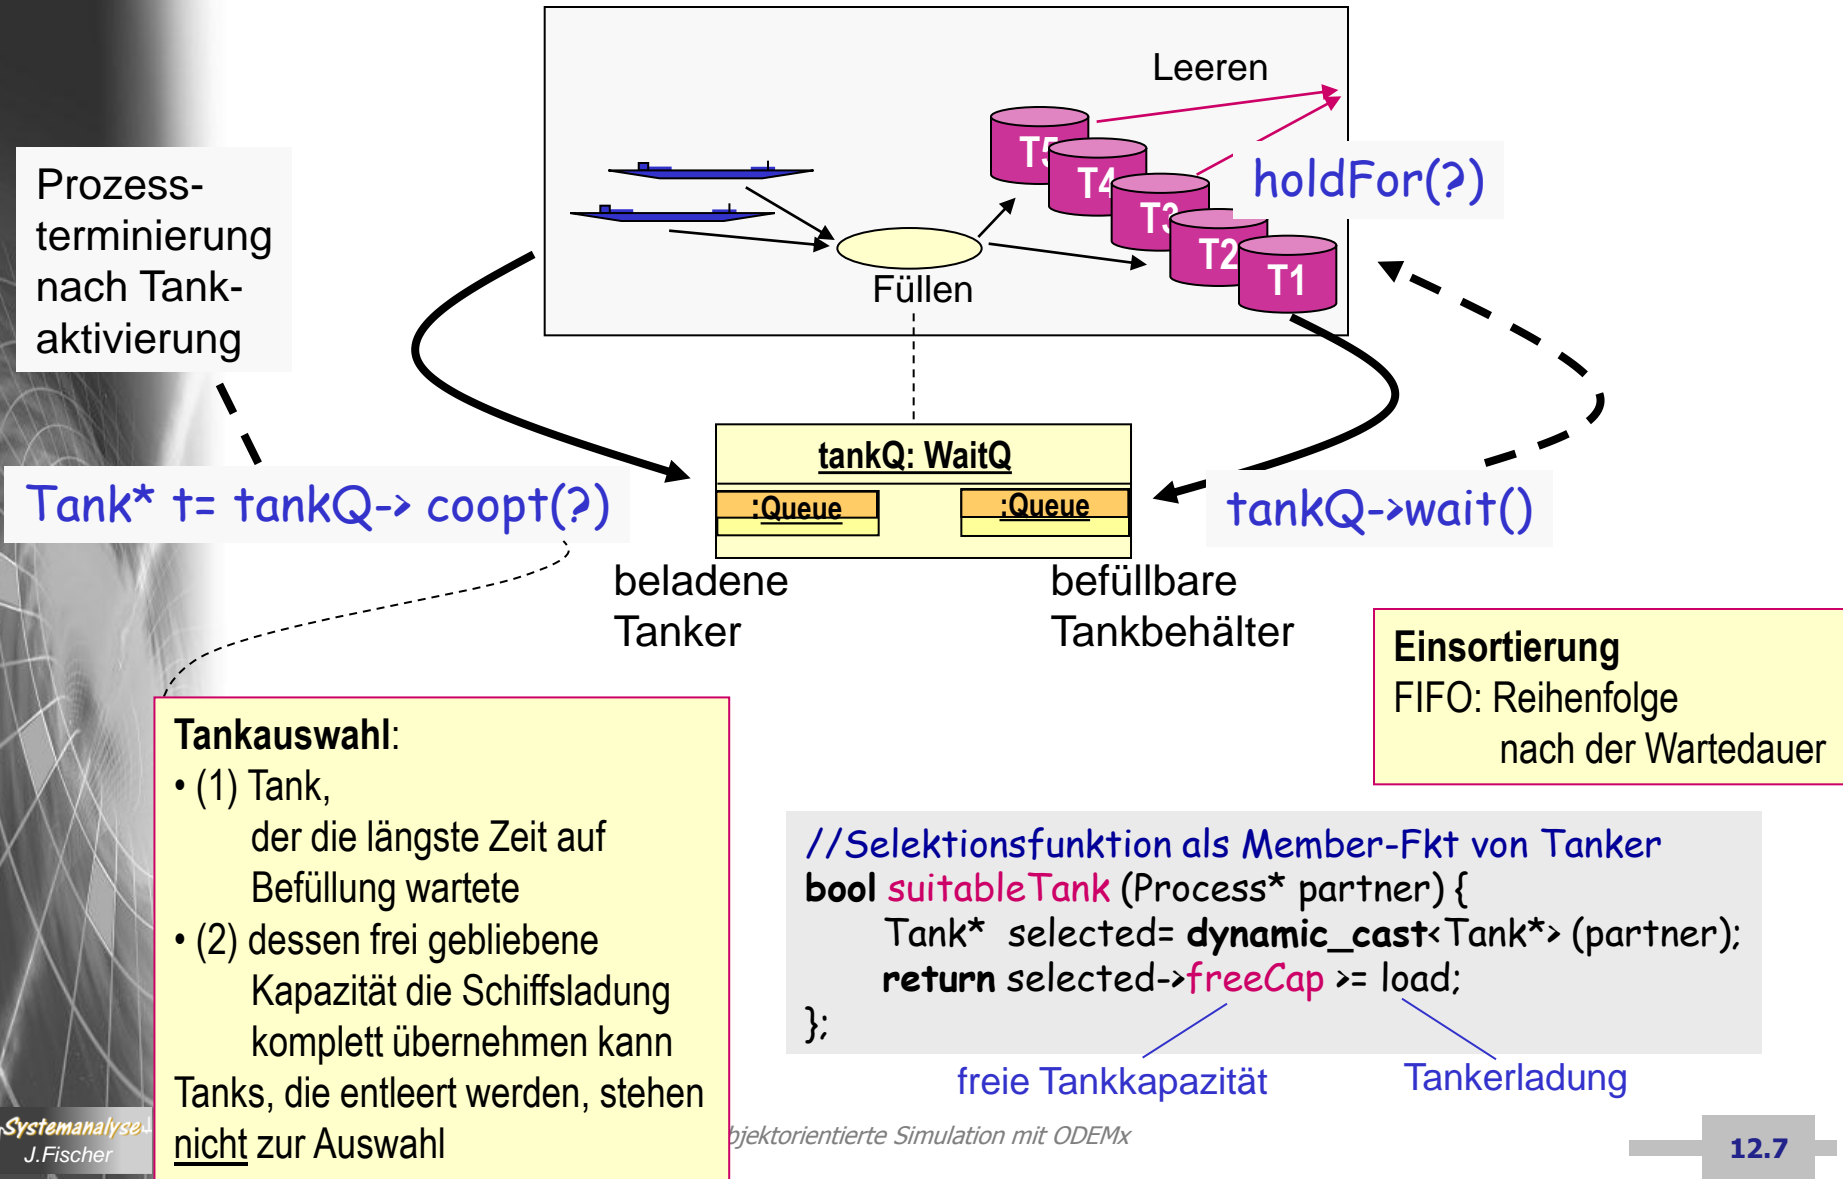 Leeren
T5
T4
T3
T2
T1
holdFor(?)
Füllen
Prozess-
terminierung
nach Tank-
aktivierung
tankQ: WaitQ
:Queue
:Queue
Tank* t= tankQ-> coopt(?)
tankQ->wait()
beladene
Tanker
befüllbare
Tankbehälter
Einsortierung
FIFO: Reihenfolge
nach der Wartedauer
Tankauswahl:
• (1) Tank,
der die längste Zeit auf
Befüllung wartete
• (2) dessen frei gebliebene
Kapazität die Schiffsladung
komplett übernehmen kann
Tanks, die entleert werden, stehen
nicht zur Auswahl
//Selektionsfunktion als Member-Fkt von Tanker
bool suitableTank (Process* partner) {
Tank* selected= dynamic_cast<Tank*> (partner);
return selected->freeCap >= load;
};
freie Tankkapazität
Tankerladung
Systemanalyse
J.Fischer
bjektorientierte Simulation mit ODEMx
12.7